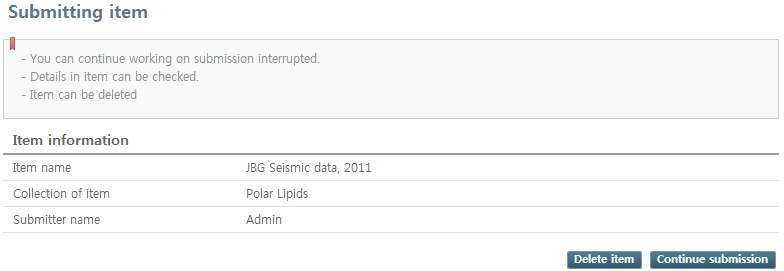 Submitting item
- You can continue working on submission interrupted.
- Details in item can be checked.
- Item can be deleted
Item information
Item name JBG Seismic data, 2011
Collection of item Polar Lipids
Submitter name Admin
Delete item Continue submission